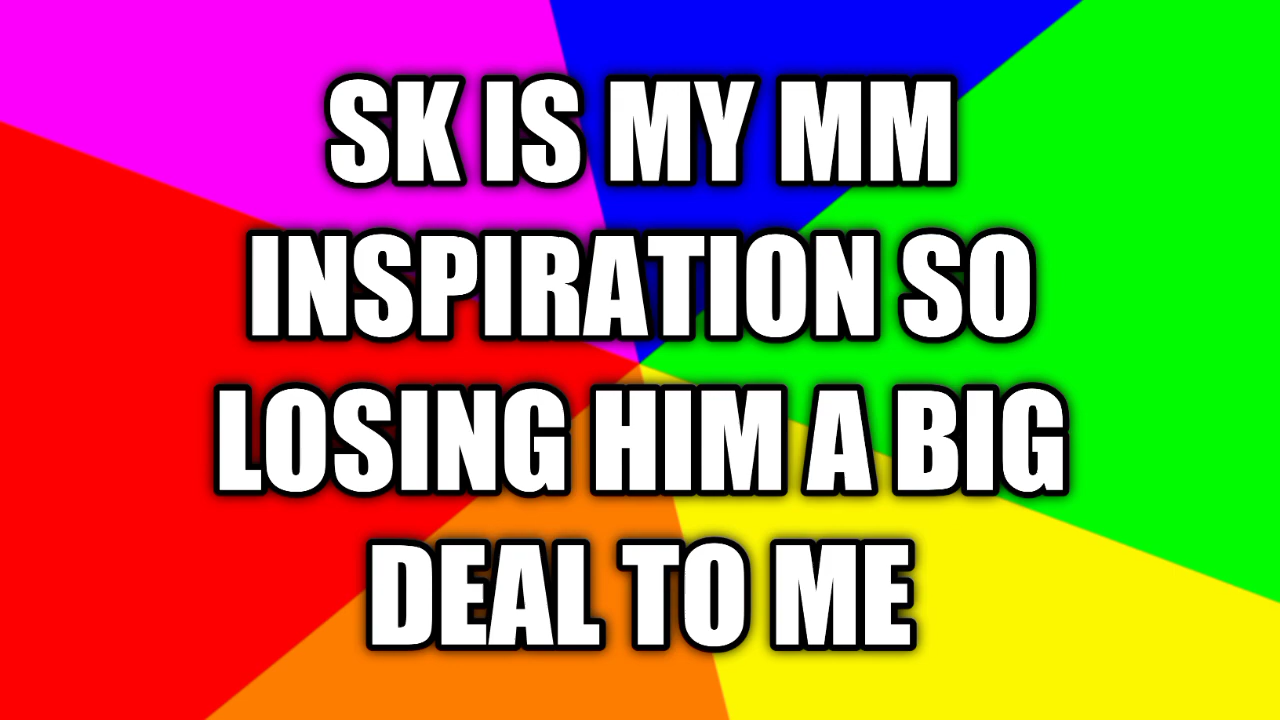 SK IS MY MM
INSPIRATION SO
LOSING HIM A BIG
DEAL TO ME